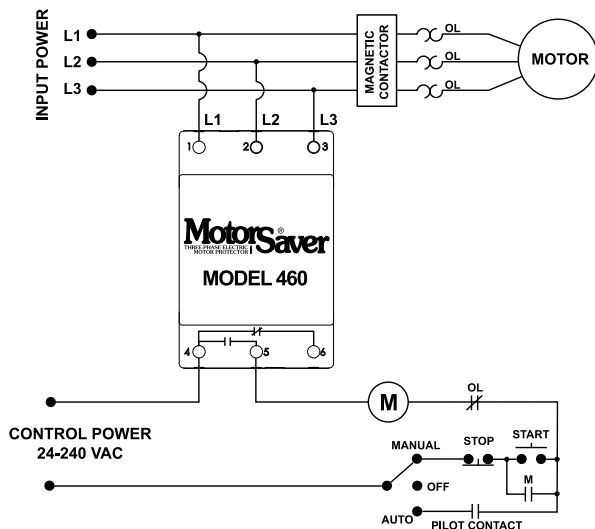 INPUT POWER
L1
L2
L3
MAGNETIC
CONTACTOR
OL
OL
OL
MOTOR
L1
L2
L3
1
2
3
MotorSaver®
THREE-PHASE ELECTRIC
MOTOR PROTECTOR
MODEL 460
4
5
6
CONTROL POWER
24-240 VAC
M
OL
MANUAL
STOP
START
OFF
M
AUTO
PILOT CONTACT